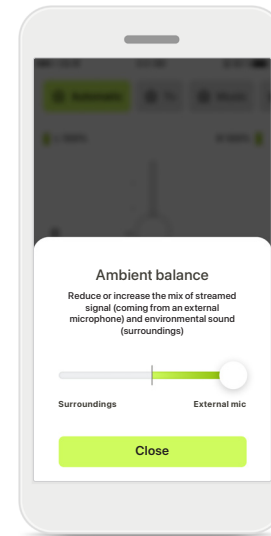 Automatic
Ambient balance
Reduce or increase the mix of streamed
signal (coming from an external
microphone) and environmental sound
(surroundings)
Surroundings External mic
Close